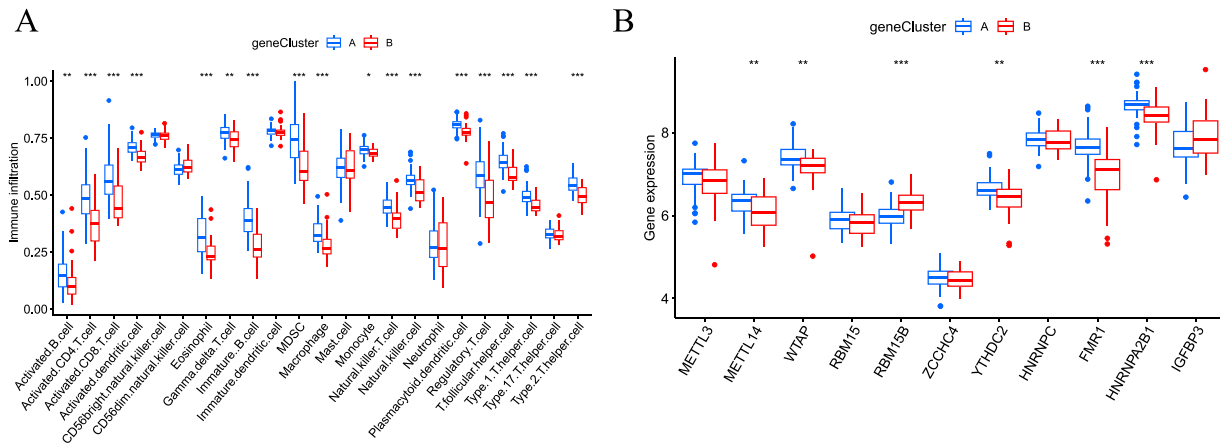 A
geneCluster A B
** *** *** *** *** ** *** *** *** * *** *** *** *** *** *** ***
Immune infiltration
1.00
0.75
0.50
0.25
0.00
Activated.B.cell
Activated.CD4.T.cell
Activated.CD8.T.cell
Activated.dendritic.cell
CD56bright.natural.killer.cell
CD56dim.natural.killer.cell
Eosinophil
Gamma.delta.T.cell
Immature..B.cell
Immature.dendritic.cell
MDSC
Macrophage
Mast.cell
Monocyte
Natural.killer.T.cell
Natural.killer.cell
Neutrophil
Plasmacytoid.dendritic.cell
Regulatory.T.cell
T.follicular.helper.cell
Type.1.T.helper.cell
Type.17.T.helper.cell
Type.2.T.helper.cell
B
geneCluster A B
** ** *** ** *** ***
Gene expression
8
6
4
METTL3
METTL14
WTAP
RBM15
RBM15B
ZCCHC4
YTHDC2
HNRNPC
FMR1
HNRNPA2B1
IGFBP3